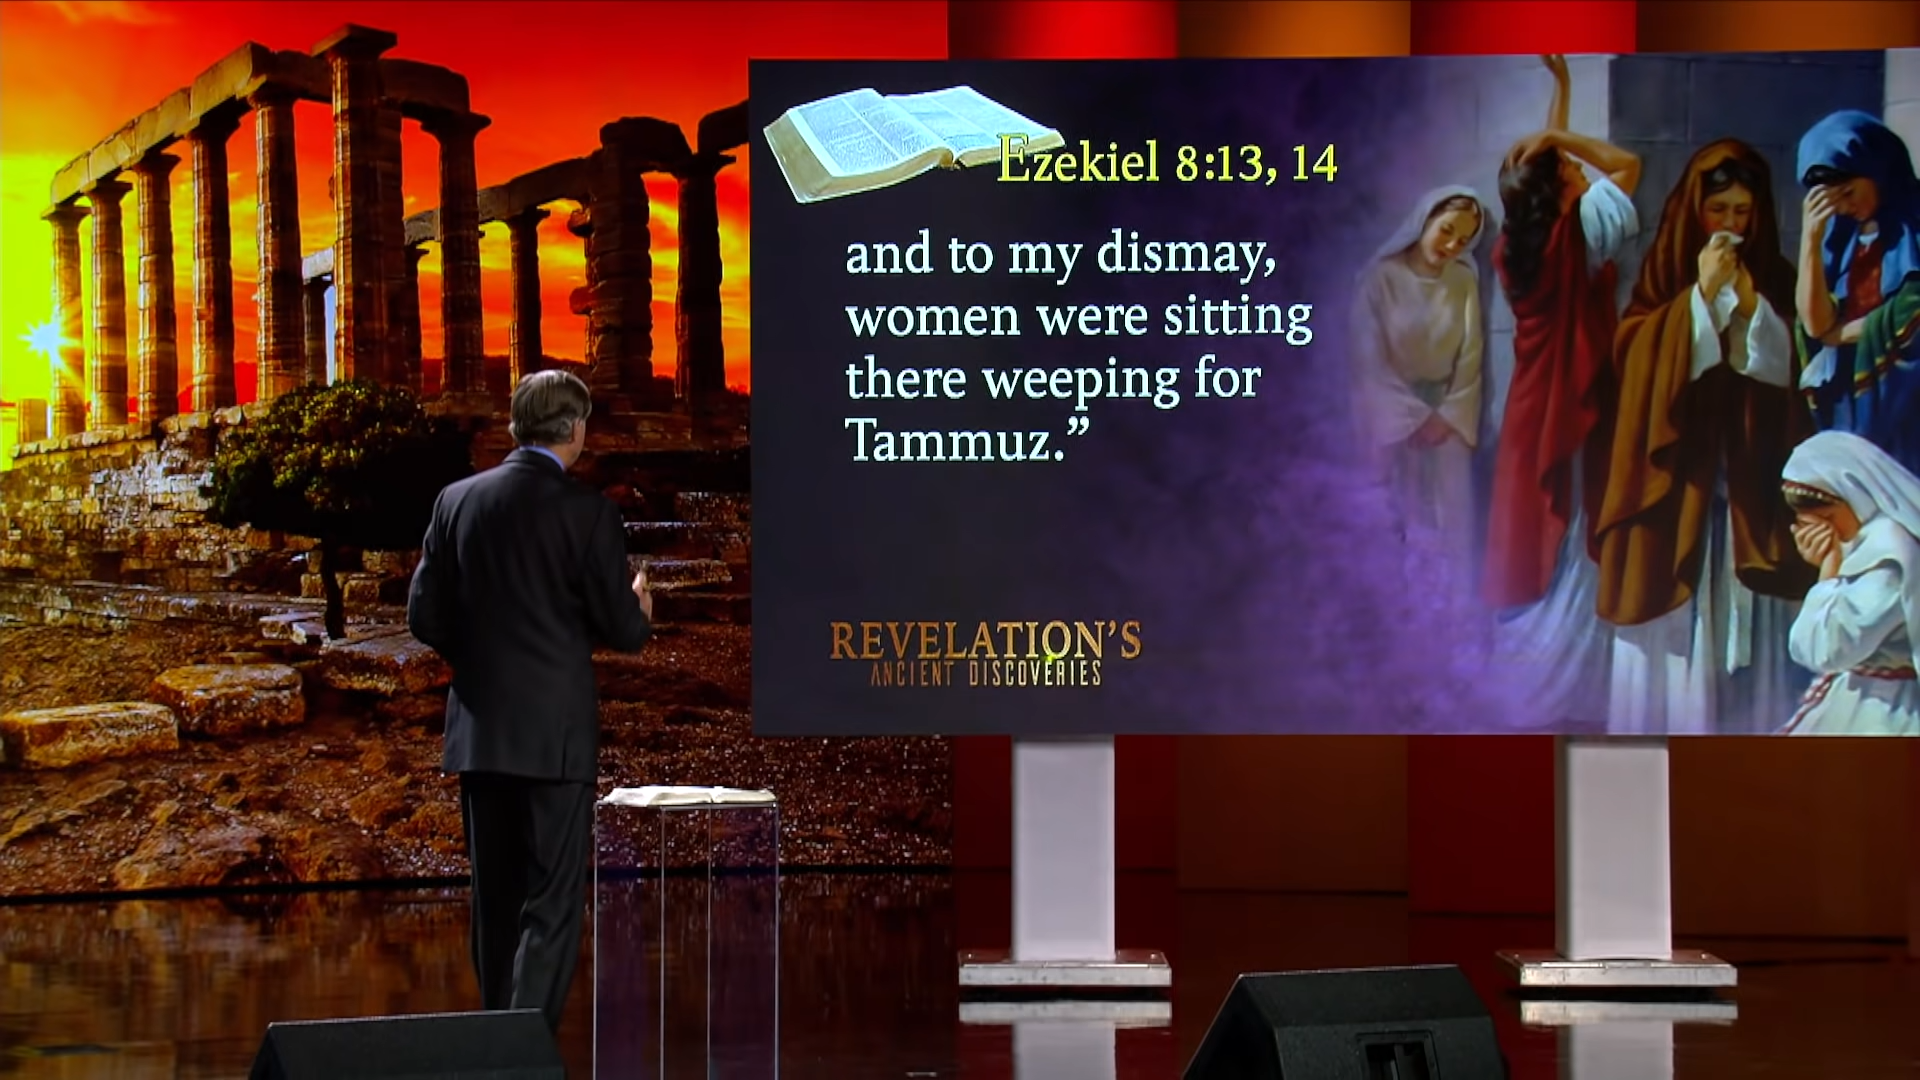 Ezekiel 8:13, 14
and to my dismay,
women were sitting
there weeping for
Tammuz.”
REVELATION’S
ANCIENT DISCOVERIES